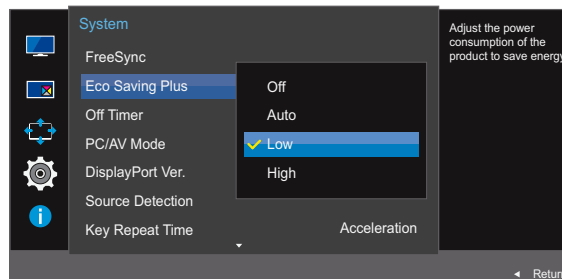 System
FreeSync
Eco Saving Plus
Off Timer
PC/AV Mode
DisplayPort Ver.
Source Detection
Key Repeat Time
Acceleration
Off
Auto
Low
High
Adjust the power
consumption of the
product to save energy
Return